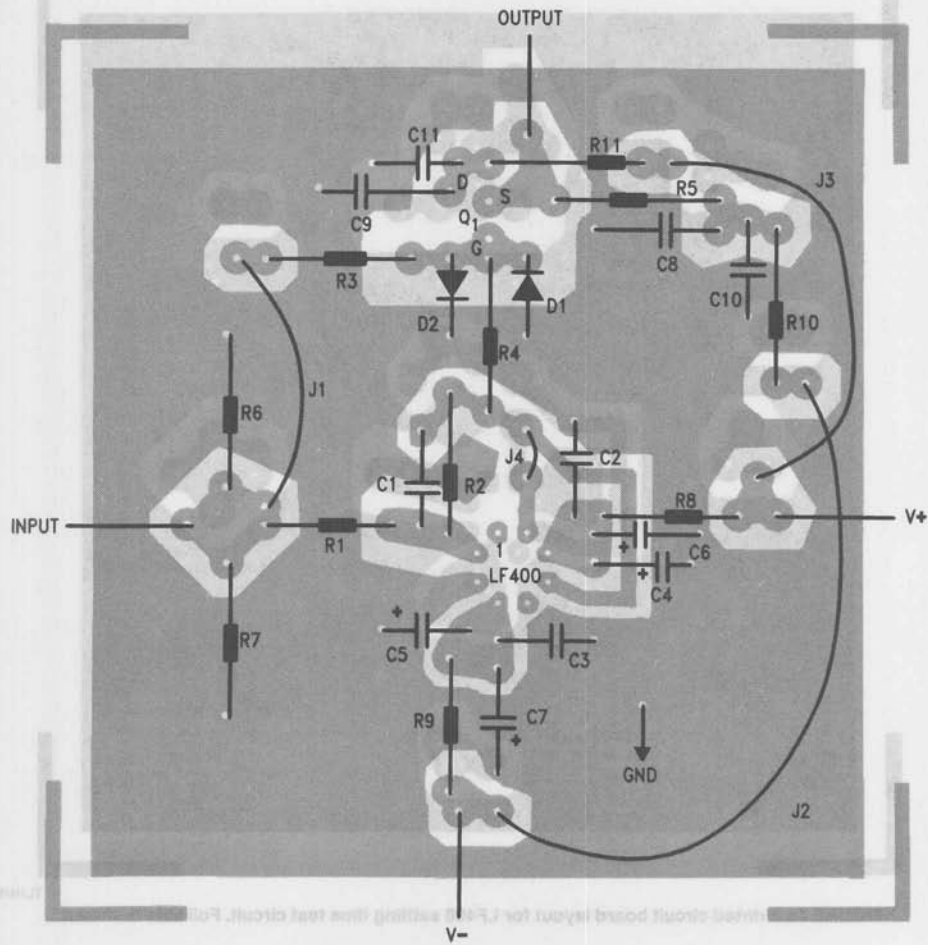 OUTPUT
C11
R11
D
J3
S
R5
C9
Q1
G
C8
R3
C10
D2
D1
R10
R4
J1
R6
J4
C2
C1
R2
R8
V+
INPUT
R1
1
+
C6
LF400
+
C4
+
R7
C5
C3
R9
C7
+
GND
J2
V-